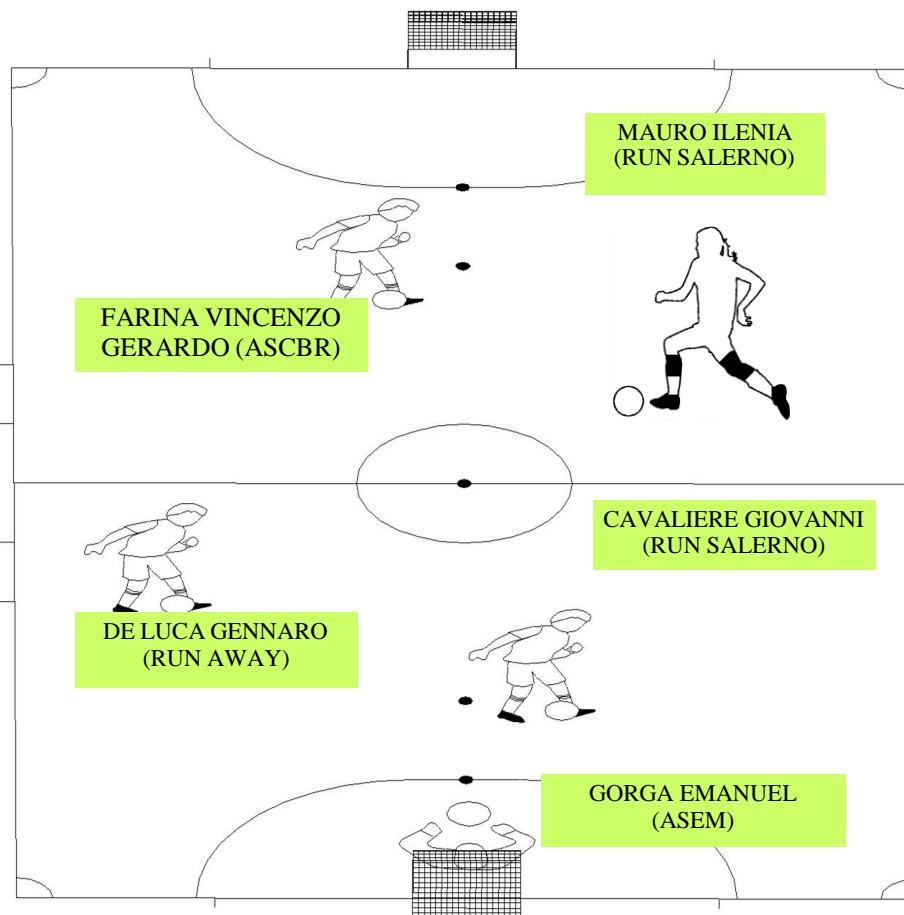 MAURO ILENIA
(RUN SALERNO)
FARINA VINCENZO
GERARDO (ASCBR)
CAVALIERE GIOVANNI
(RUN SALERNO)
DE LUCA GENNARO
(RUN AWAY)
GORGA EMANUEL
(ASEM)